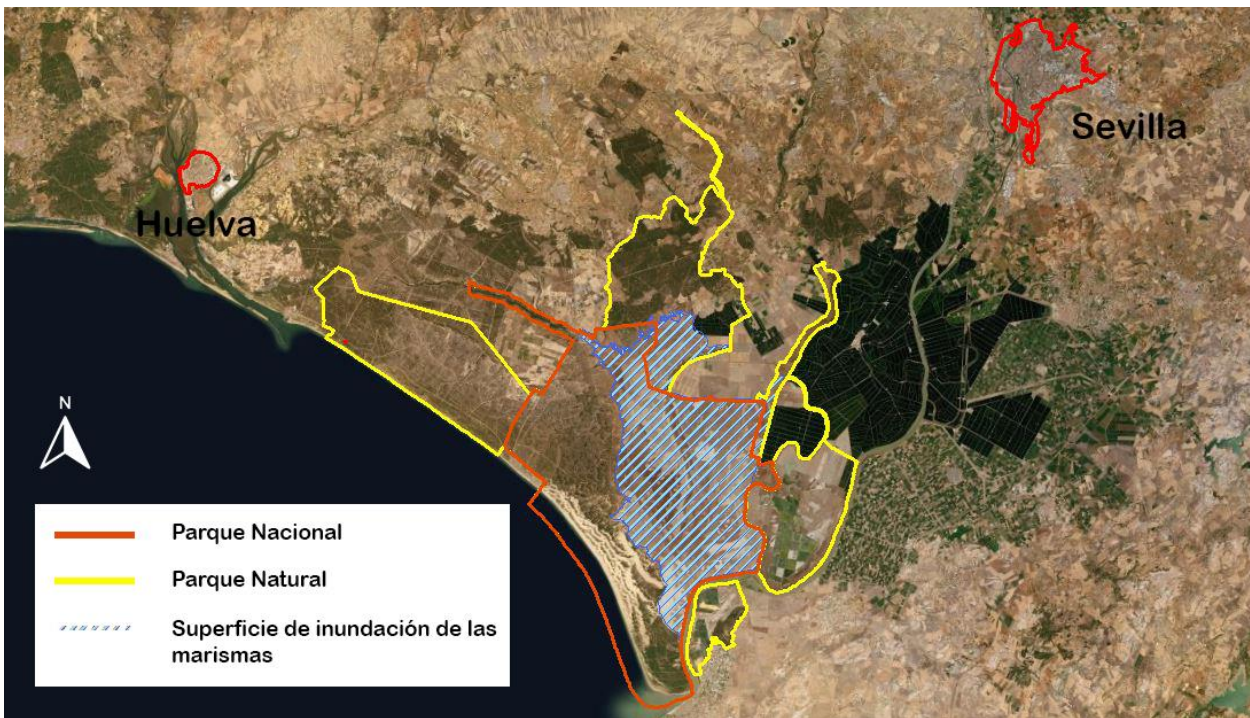 Sevilla
Huelva
N
Parque Nacional
Parque Natural
Superficie de inundación de las
marismas